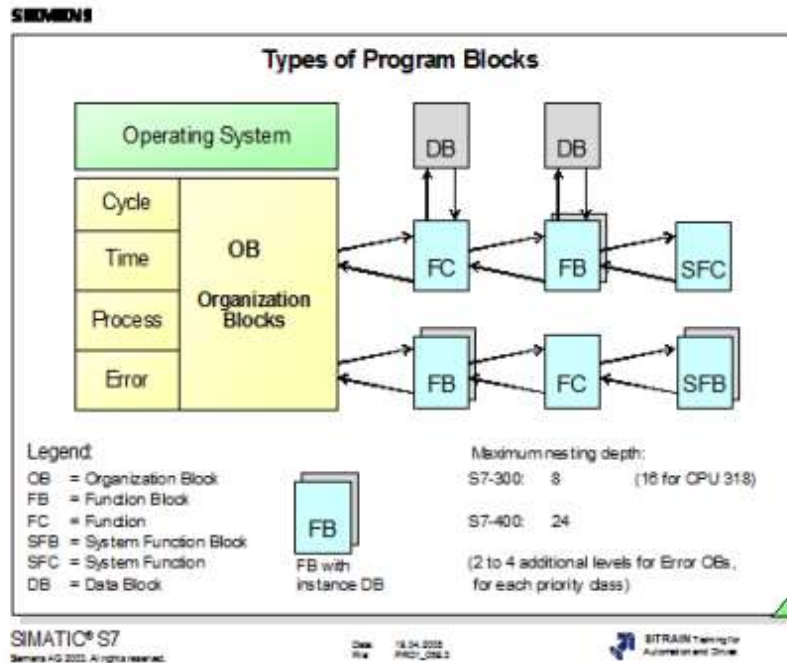 SIEMENS
Types of Program Blocks
Operating System
DB
DB
Cycle
Time
Process
Error
OB
Organization
Blocks
FC
FB
SFC
FB
FC
SFB
Legend:
OB = Organization Block
FB = Function Block
FC = Function
SFB = System Function Block
SFC = System Function
DB = Data Block
FB
FB with
instance DB
Maximum nesting depth:
S7-300: 8 (16 for CPU 318)
S7-400: 24
(2 to 4 additional levels for Error OBs,
for each priority class)
SIMATIC® S7
Siemens AG 2003. All rights reserved.
Date:
File:
SITRAIN Training for
Automation and Drives